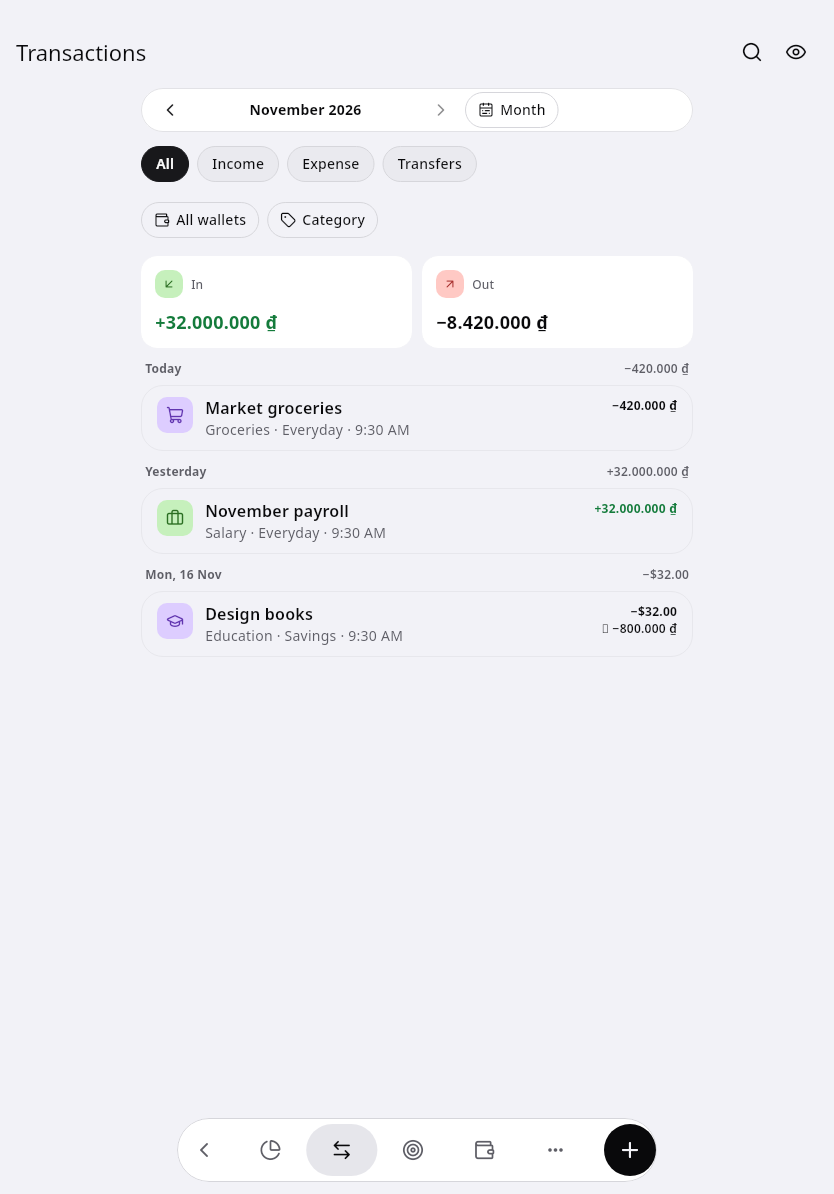 Transactions
November 2026
Month
All
Income
Expense
Transfers
All wallets
Category
In
+32.000.000 ₫
Out
−8.420.000 ₫
Today
−420.000 ₫
Market groceries
−420.000 ₫
Groceries · Everyday · 9:30 AM
Yesterday
+32.000.000 ₫
November payroll
+32.000.000 ₫
Salary · Everyday · 9:30 AM
Mon, 16 Nov
−$32.00
Design books
−$32.00
Education · Savings · 9:30 AM
−800.000 ₫